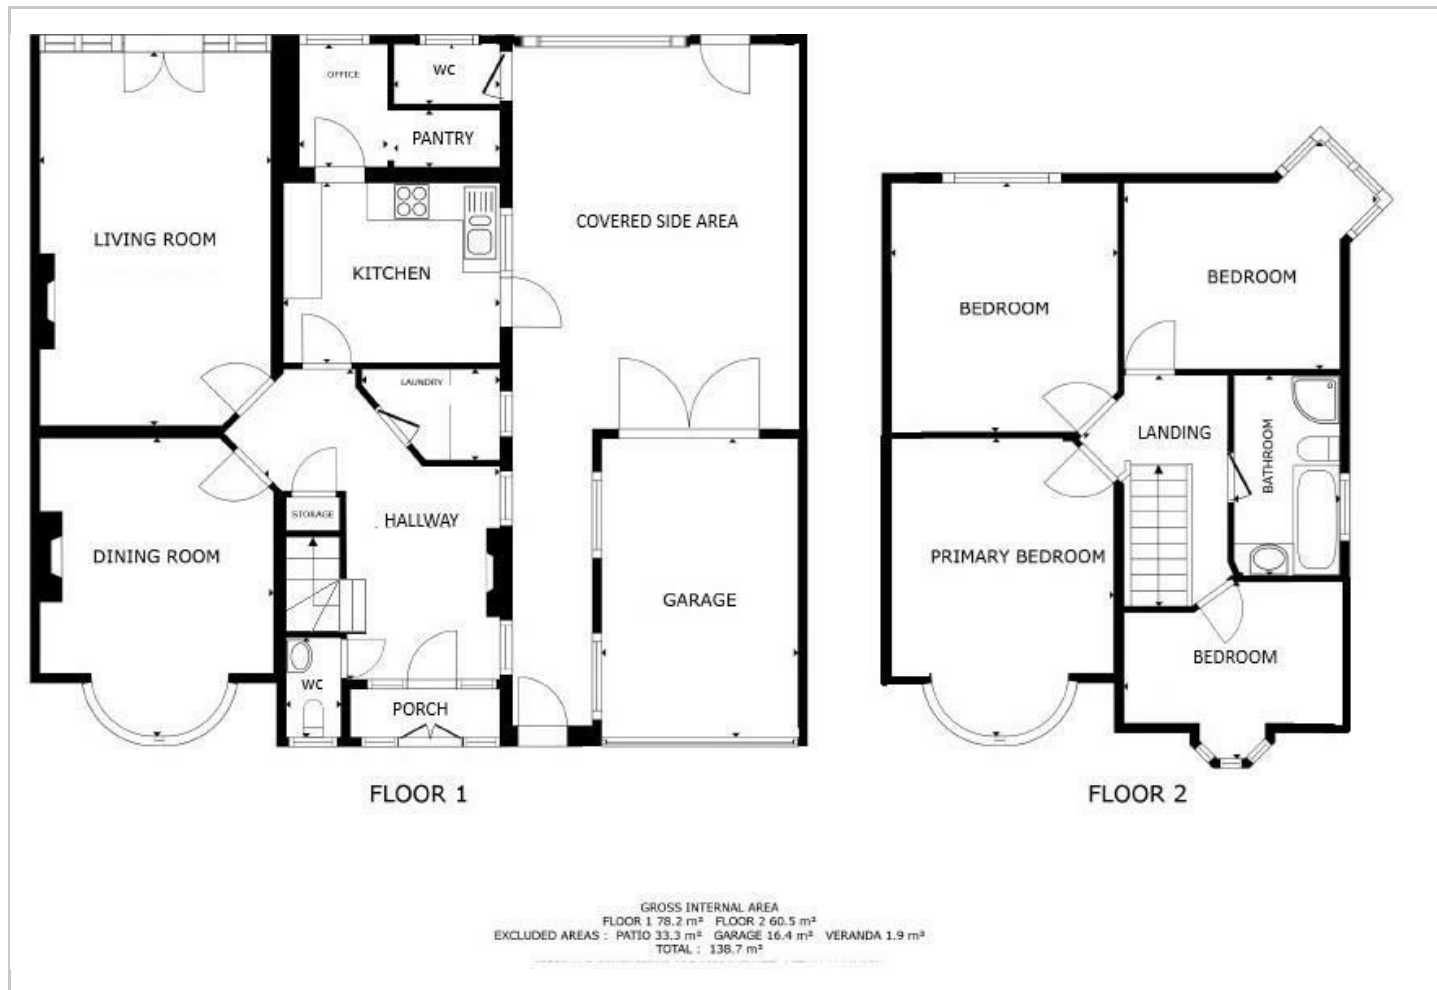 OFFICE
WC
PANTRY
LIVING ROOM
COVERED SIDE AREA
KITCHEN
LAUNDRY
STORAGE
HALLWAY
DINING ROOM
GARAGE
WC
PORCH
FLOOR 1
BEDROOM
BEDROOM
LANDING
BATHROOM
PRIMARY BEDROOM
BEDROOM
FLOOR 2
GROSS INTERNAL AREA
FLOOR 1 78.2 m² FLOOR 2 60.5 m²
EXCLUDED AREAS : PATIO 33.3 m² GARAGE 16.4 m² VERANDA 1.9 m²
TOTAL : 138.7 m²